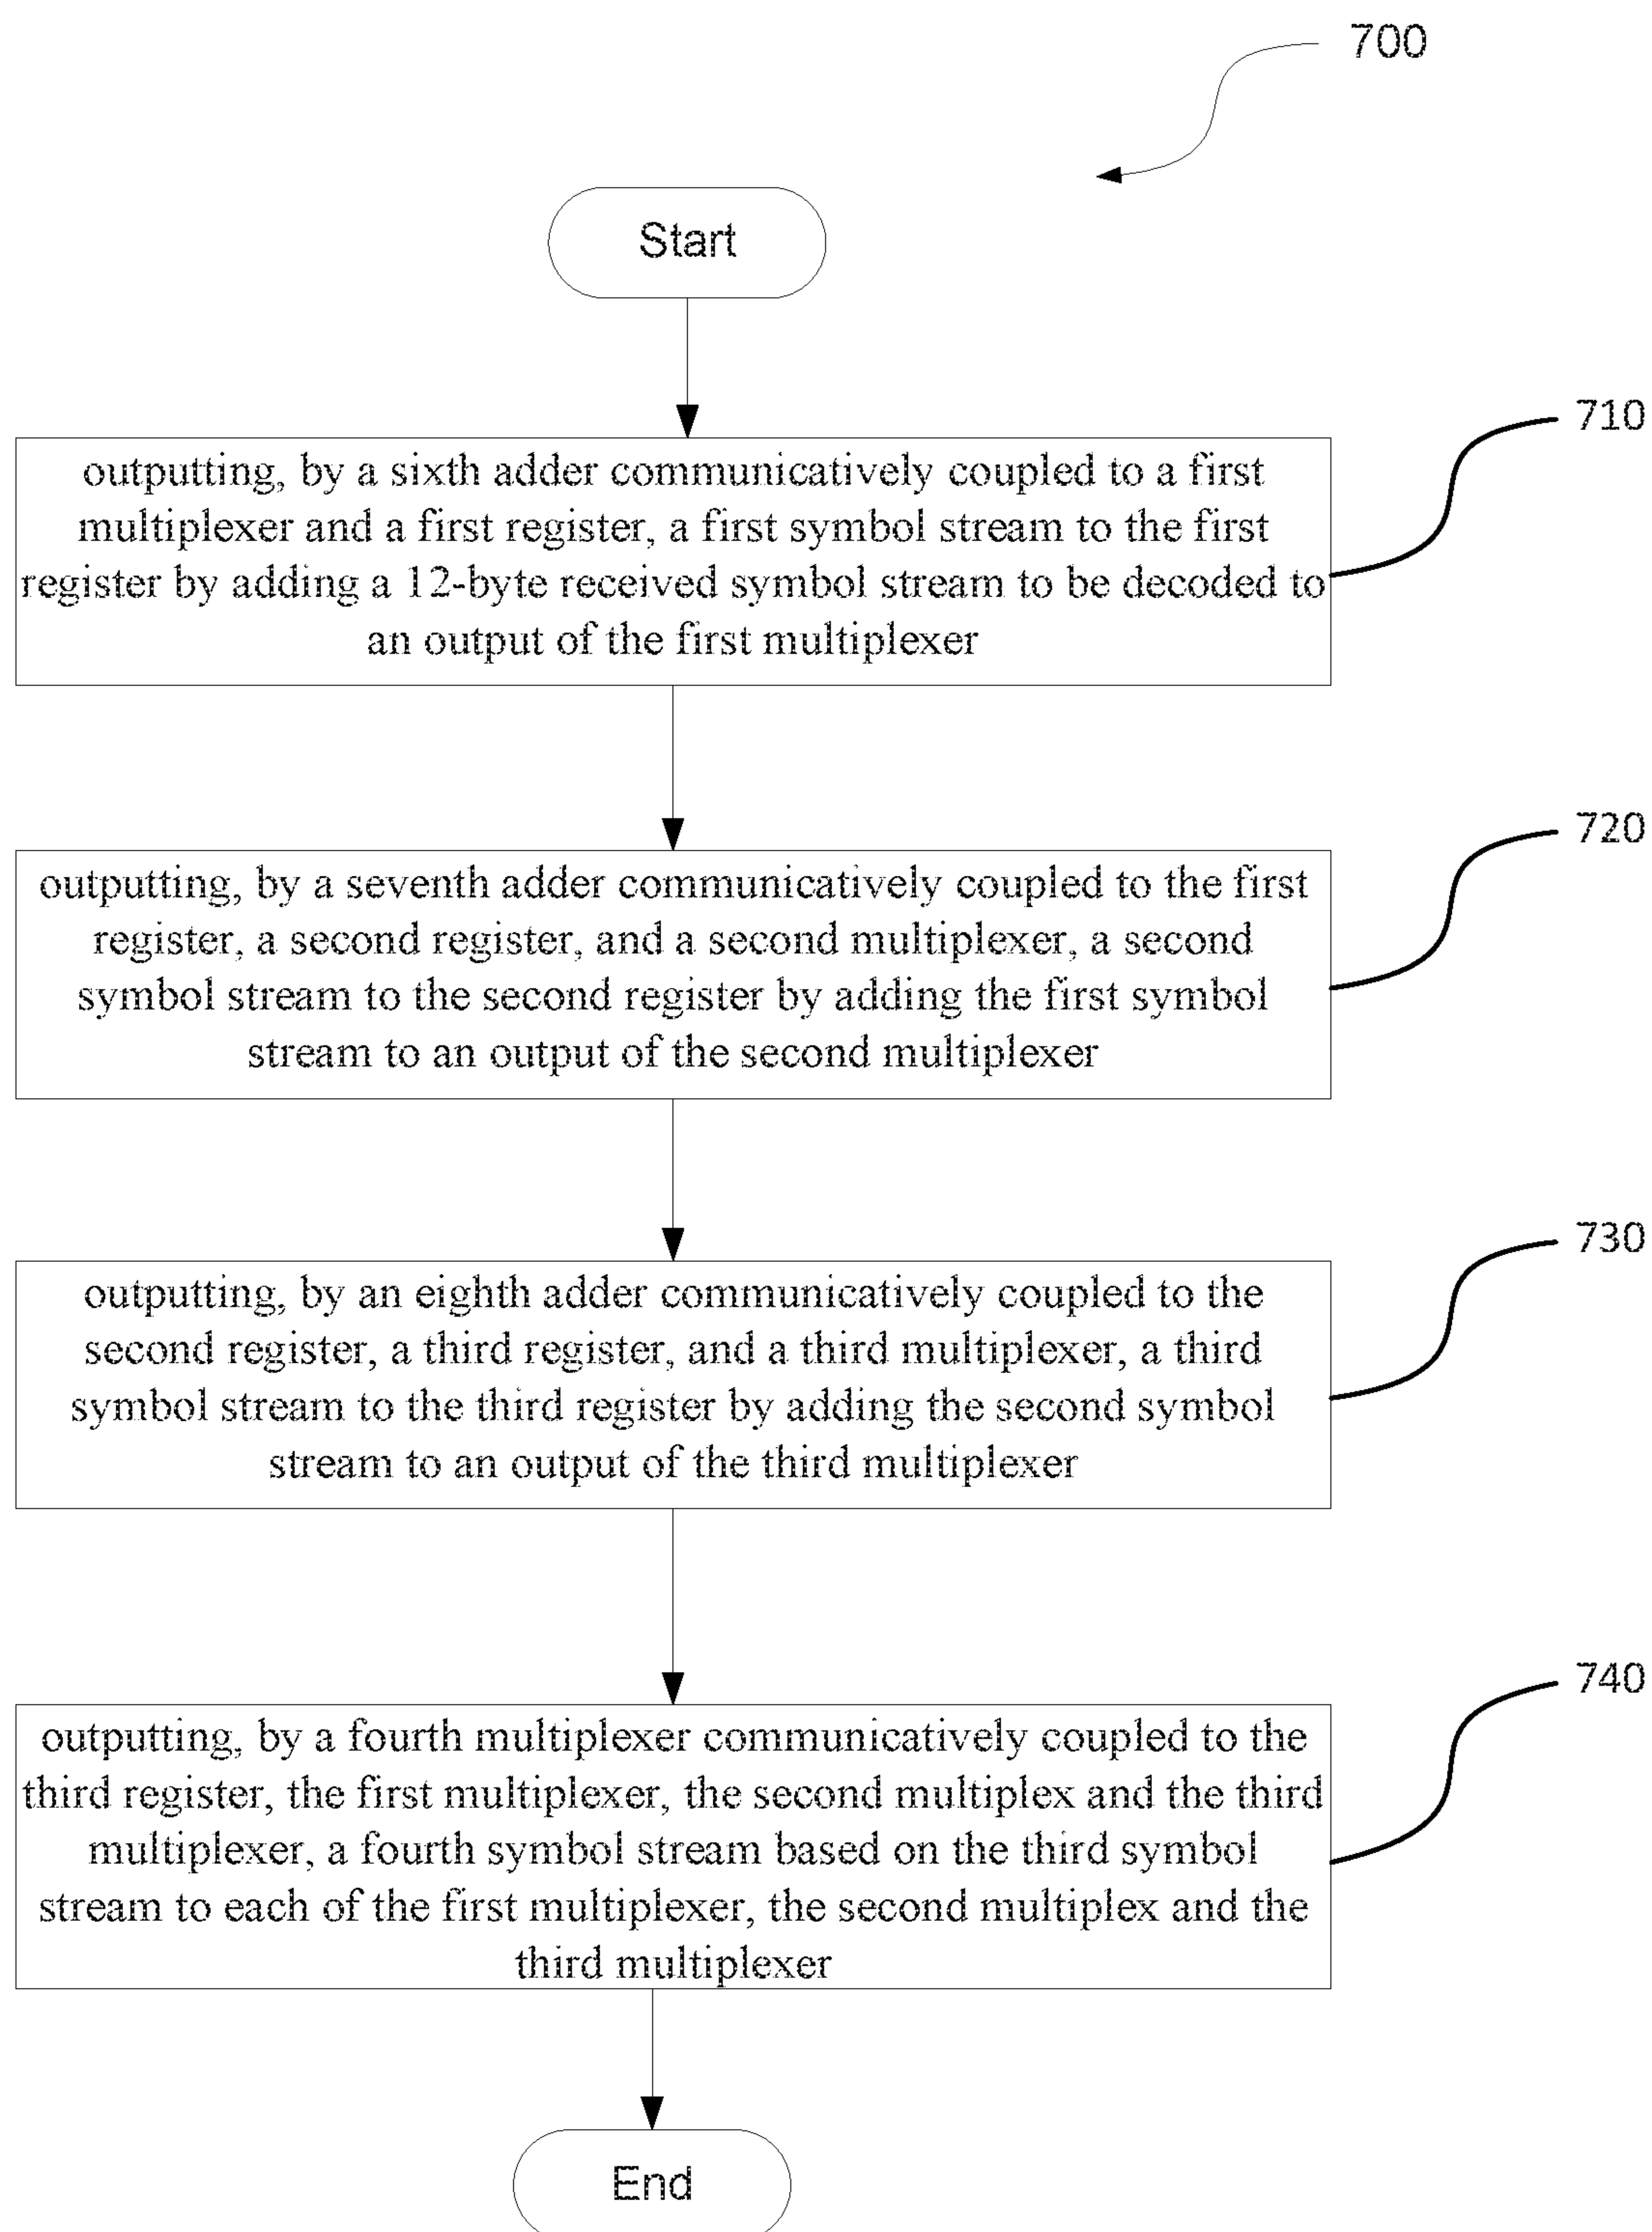 700
Start
710
outputting, by a sixth adder communicatively coupled to a first
multiplexer and a first register, a first symbol stream to the first
register by adding a 12-byte received symbol stream to be decoded to
an output of the first multiplexer
720
outputting, by a seventh adder communicatively coupled to the first
register, a second register, and a second multiplexer, a second
symbol stream to the second register by adding the first symbol
stream to an output of the second multiplexer
730
outputting, by an eighth adder communicatively coupled to the
second register, a third register, and a third multiplexer, a third
symbol stream to the third register by adding the second symbol
stream to an output of the third multiplexer
740
outputting, by a fourth multiplexer communicatively coupled to the
third register, the first multiplexer, the second multiplex and the third
multiplexer, a fourth symbol stream based on the third symbol
stream to each of the first multiplexer, the second multiplex and the
third multiplexer
End